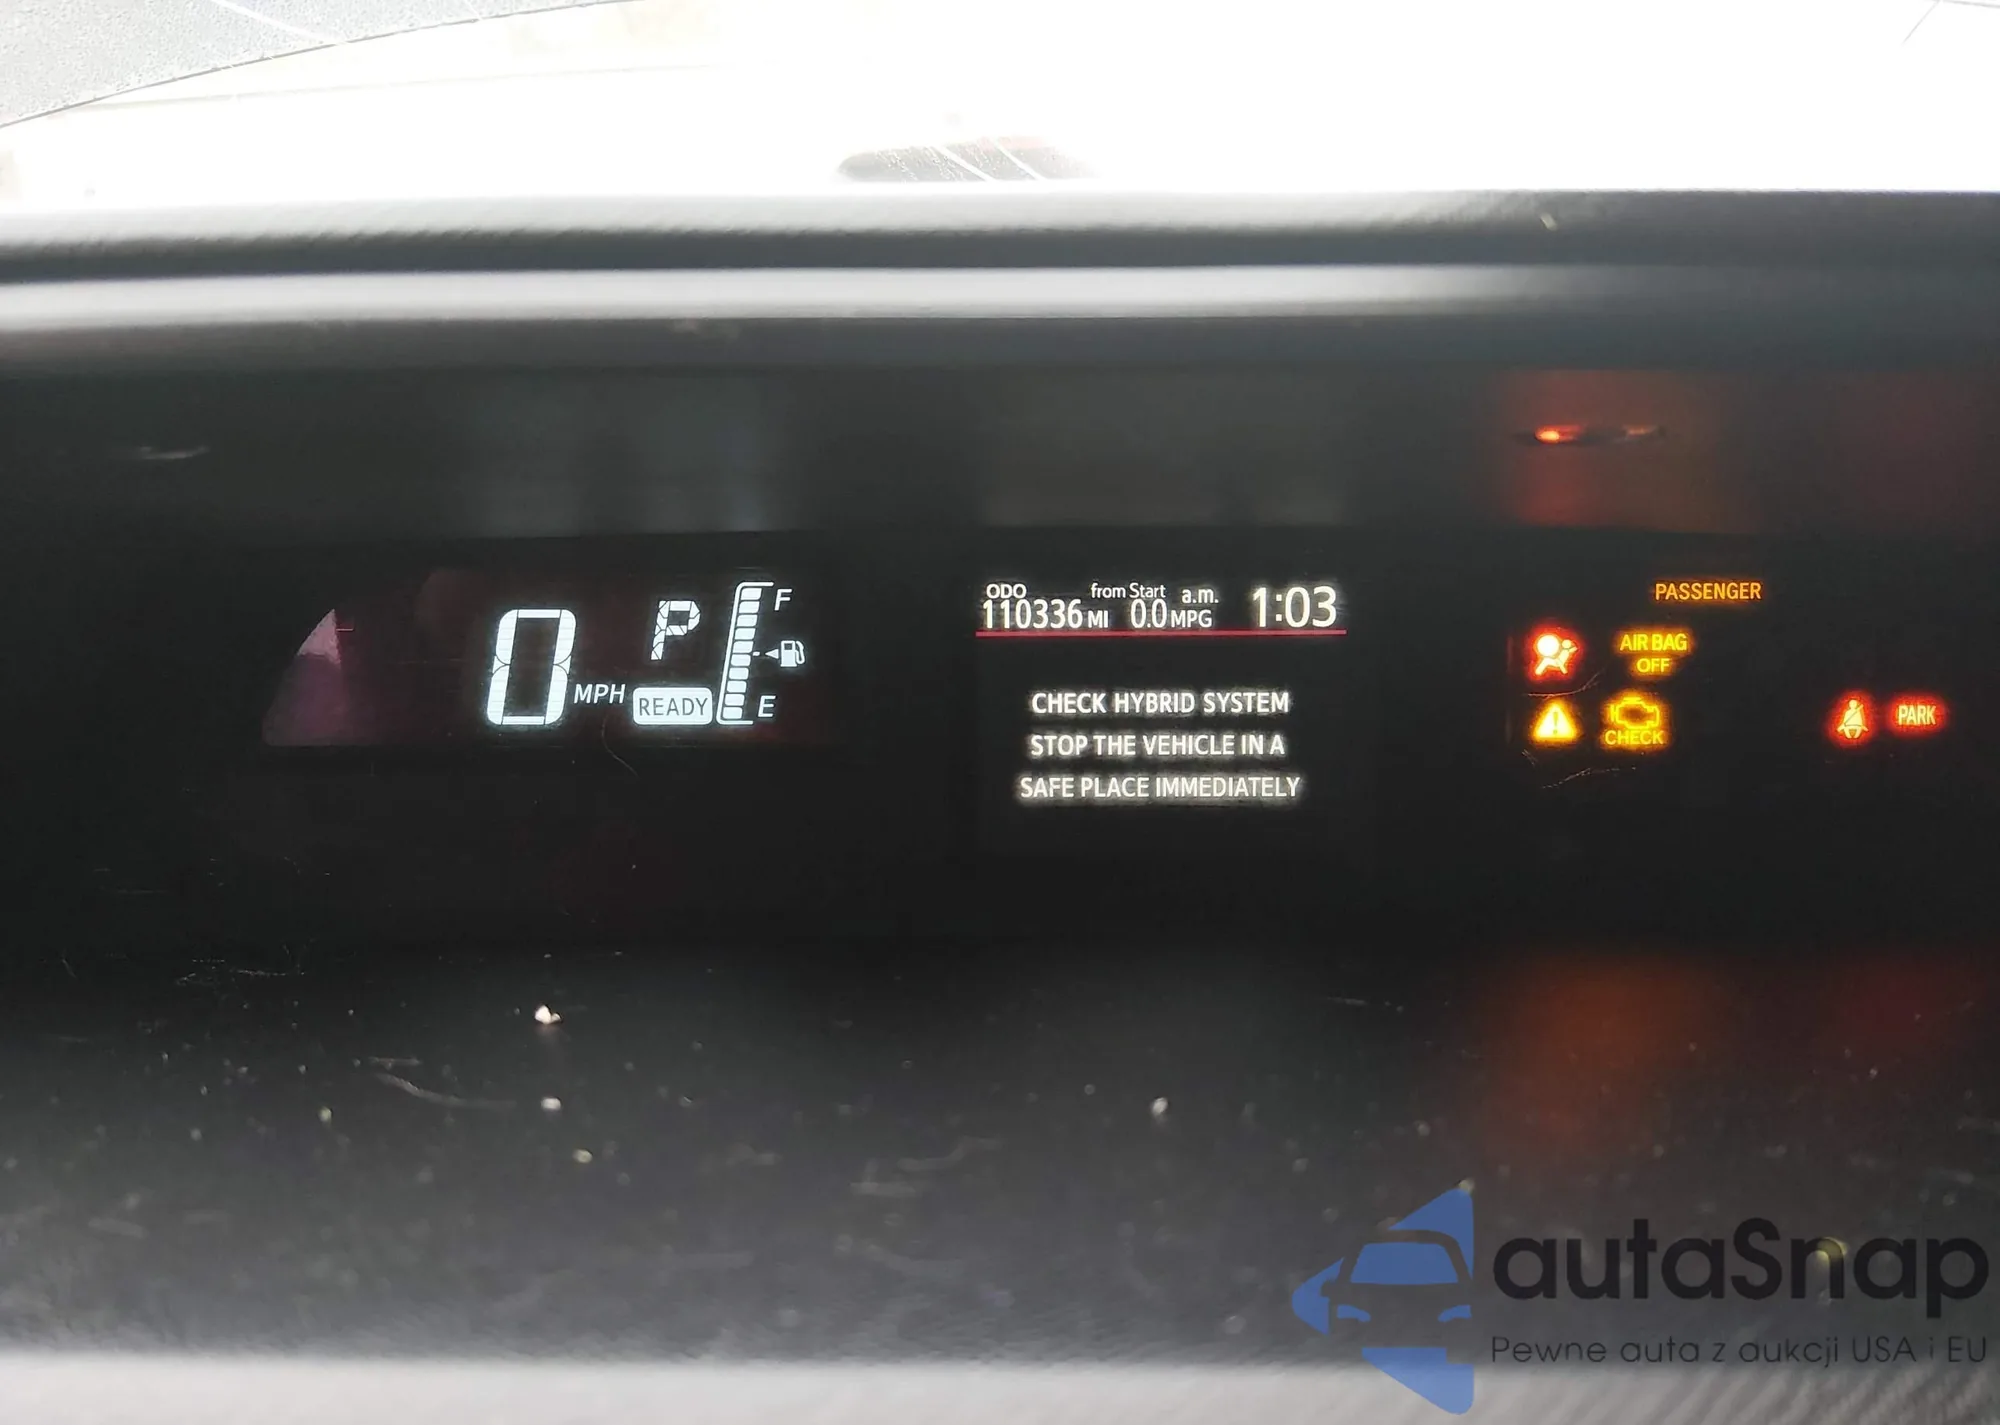 ODO from Start a.m. 1:03
110336 MI 0.0 MPG
0 MPH P READY F E
CHECK HYBRID SYSTEM
STOP THE VEHICLE IN A
SAFE PLACE IMMEDIATELY
PASSENGER
AIR BAG
OFF
CHECK
PARK
autaSnap
Pewne auta z aukcji USA i EU